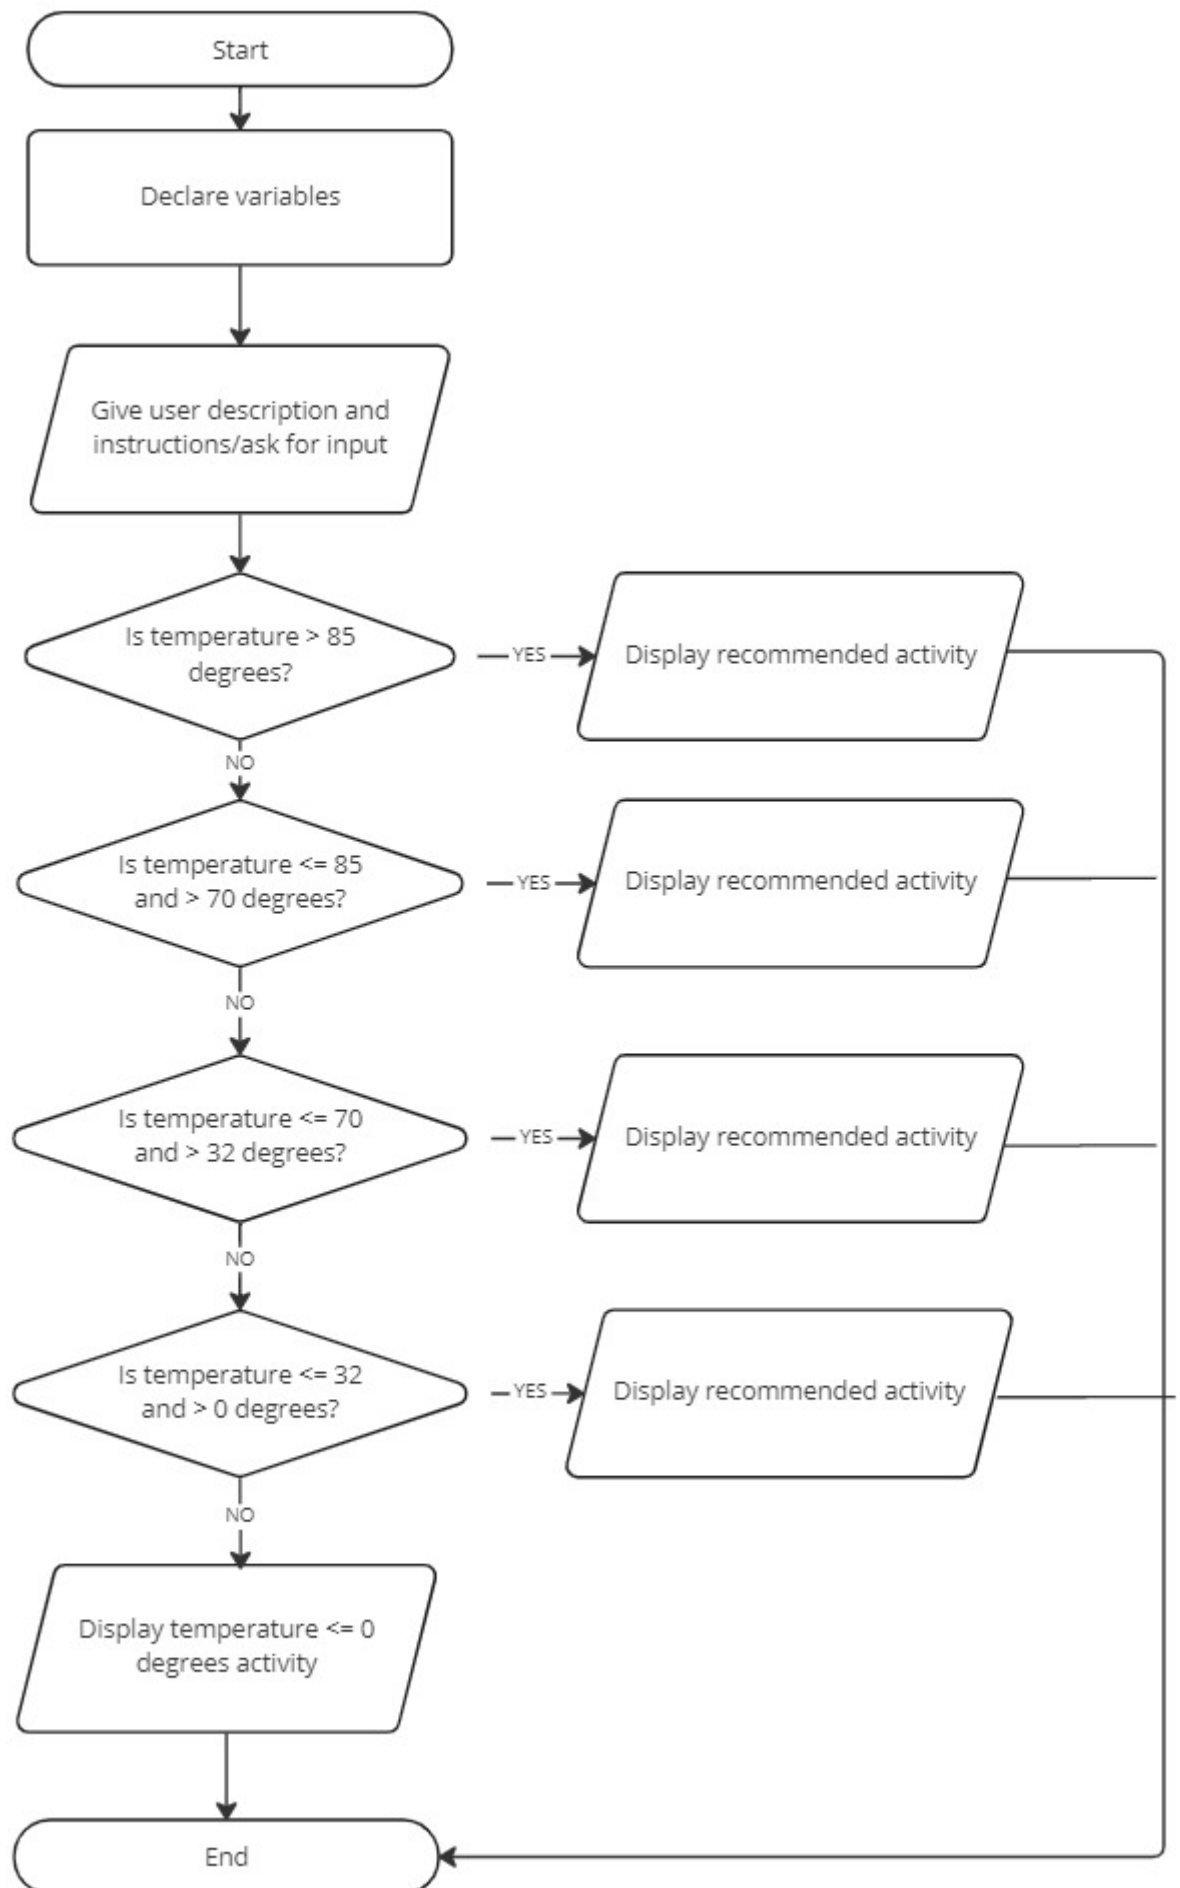 Start
Declare variables
Give user description and
instructions/ask for input
Is temperature > 85
degrees?
YES
Display recommended activity
NO
Is temperature <= 85
and > 70 degrees?
YES
Display recommended activity
NO
Is temperature <= 70
and > 32 degrees?
YES
Display recommended activity
NO
Is temperature <= 32
and > 0 degrees?
YES
Display recommended activity
NO
Display temperature <= 0
degrees activity
End